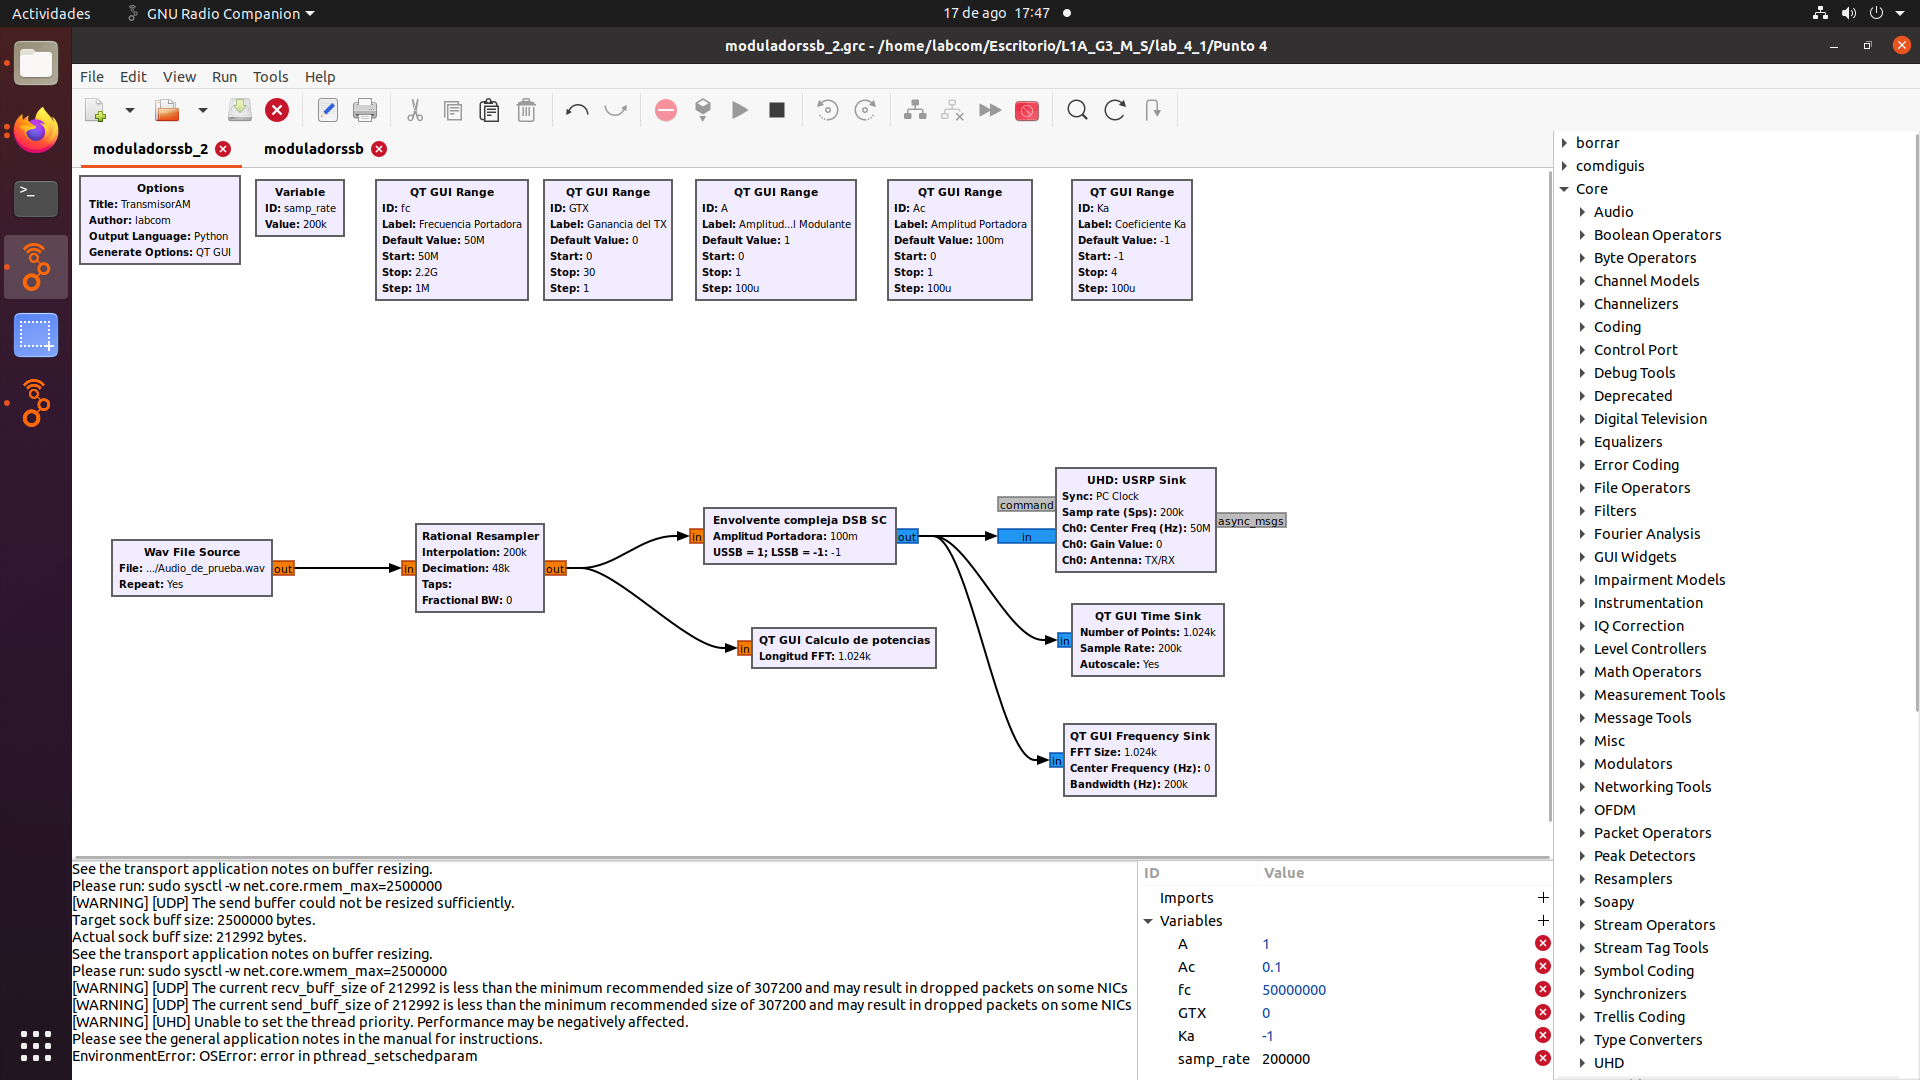 Actividades
GNU Radio Companion
17 de ago 17:47
moduladorssb_2.grc - /home/labcom/Escritorio/L1A_G3_M_S/lab_4_1/Punto 4
File Edit View Run Tools Help
moduladorssb_2
moduladorssb
Options
Title: TransmisorAM
Author: labcom
Output Language: Python
Generate Options: QT GUI
Variable
ID: samp_rate
Value: 200k
QT GUI Range
ID: fc
Label: Frecuencia Portadora
Default Value: 50M
Start: 50M
Stop: 2.2G
Step: 1M
QT GUI Range
ID: GTX
Label: Ganancia del TX
Default Value: 0
Start: 0
Stop: 30
Step: 1
QT GUI Range
ID: A
Label: Amplitud...l Modulante
Default Value: 1
Start: 0
Stop: 1
Step: 100u
QT GUI Range
ID: Ac
Label: Amplitud Portadora
Default Value: 100m
Start: 0
Stop: 1
Step: 100u
QT GUI Range
ID: Ka
Label: Coeficiente Ka
Default Value: -1
Start: -1
Stop: 4
Step: 100u
Wav File Source
File: .../Audio_de_prueba.wav
Repeat: Yes
out
in
Rational Resampler
Interpolation: 200k
Decimation: 48k
Taps:
Fractional BW: 0
out
in
Envolvente compleja DSB SC
Amplitud Portadora: 100m
USSB = 1; LSSB = -1: -1
out
in
QT GUI Calculo de potencias
Longitud FFT: 1.024k
command
in
UHD: USRP Sink
Sync: PC Clock
Samp rate (Sps): 200k
Ch0: Center Freq (Hz): 50M
Ch0: Gain Value: 0
Ch0: Antenna: TX/RX
async_msgs
in
QT GUI Time Sink
Number of Points: 1.024k
Sample Rate: 200k
Autoscale: Yes
in
QT GUI Frequency Sink
FFT Size: 1.024k
Center Frequency (Hz): 0
Bandwidth (Hz): 200k
See the transport application notes on buffer resizing.
Please run: sudo sysctl -w net.core.rmem_max=2500000
[WARNING] [UDP] The send buffer could not be resized sufficiently.
Target sock buff size: 2500000 bytes.
Actual sock buff size: 212992 bytes.
See the transport application notes on buffer resizing.
Please run: sudo sysctl -w net.core.wmem_max=2500000
[WARNING] [UDP] The current recv_buff_size of 212992 is less than the minimum recommended size of 307200 and may result in dropped packets on some NICs
[WARNING] [UDP] The current send_buff_size of 212992 is less than the minimum recommended size of 307200 and may result in dropped packets on some NICs
[WARNING] [UHD] Unable to set the thread priority. Performance may be negatively affected.
Please see the general application notes in the manual for instructions.
EnvironmentError: OSError: error in pthread_setschedparam
ID Value
Imports
Variables
A 1
Ac 0.1
fc 50000000
GTX 0
Ka -1
samp_rate 200000
borrar
comdiguis
Core
Audio
Boolean Operators
Byte Operators
Channel Models
Channelizers
Coding
Control Port
Debug Tools
Deprecated
Digital Television
Equalizers
Error Coding
File Operators
Filters
Fourier Analysis
GUI Widgets
Impairment Models
Instrumentation
IQ Correction
Level Controllers
Math Operators
Measurement Tools
Message Tools
Misc
Modulators
Networking Tools
OFDM
Packet Operators
Peak Detectors
Resamplers
Soapy
Stream Operators
Stream Tag Tools
Symbol Coding
Synchronizers
Trellis Coding
Type Converters
UHD